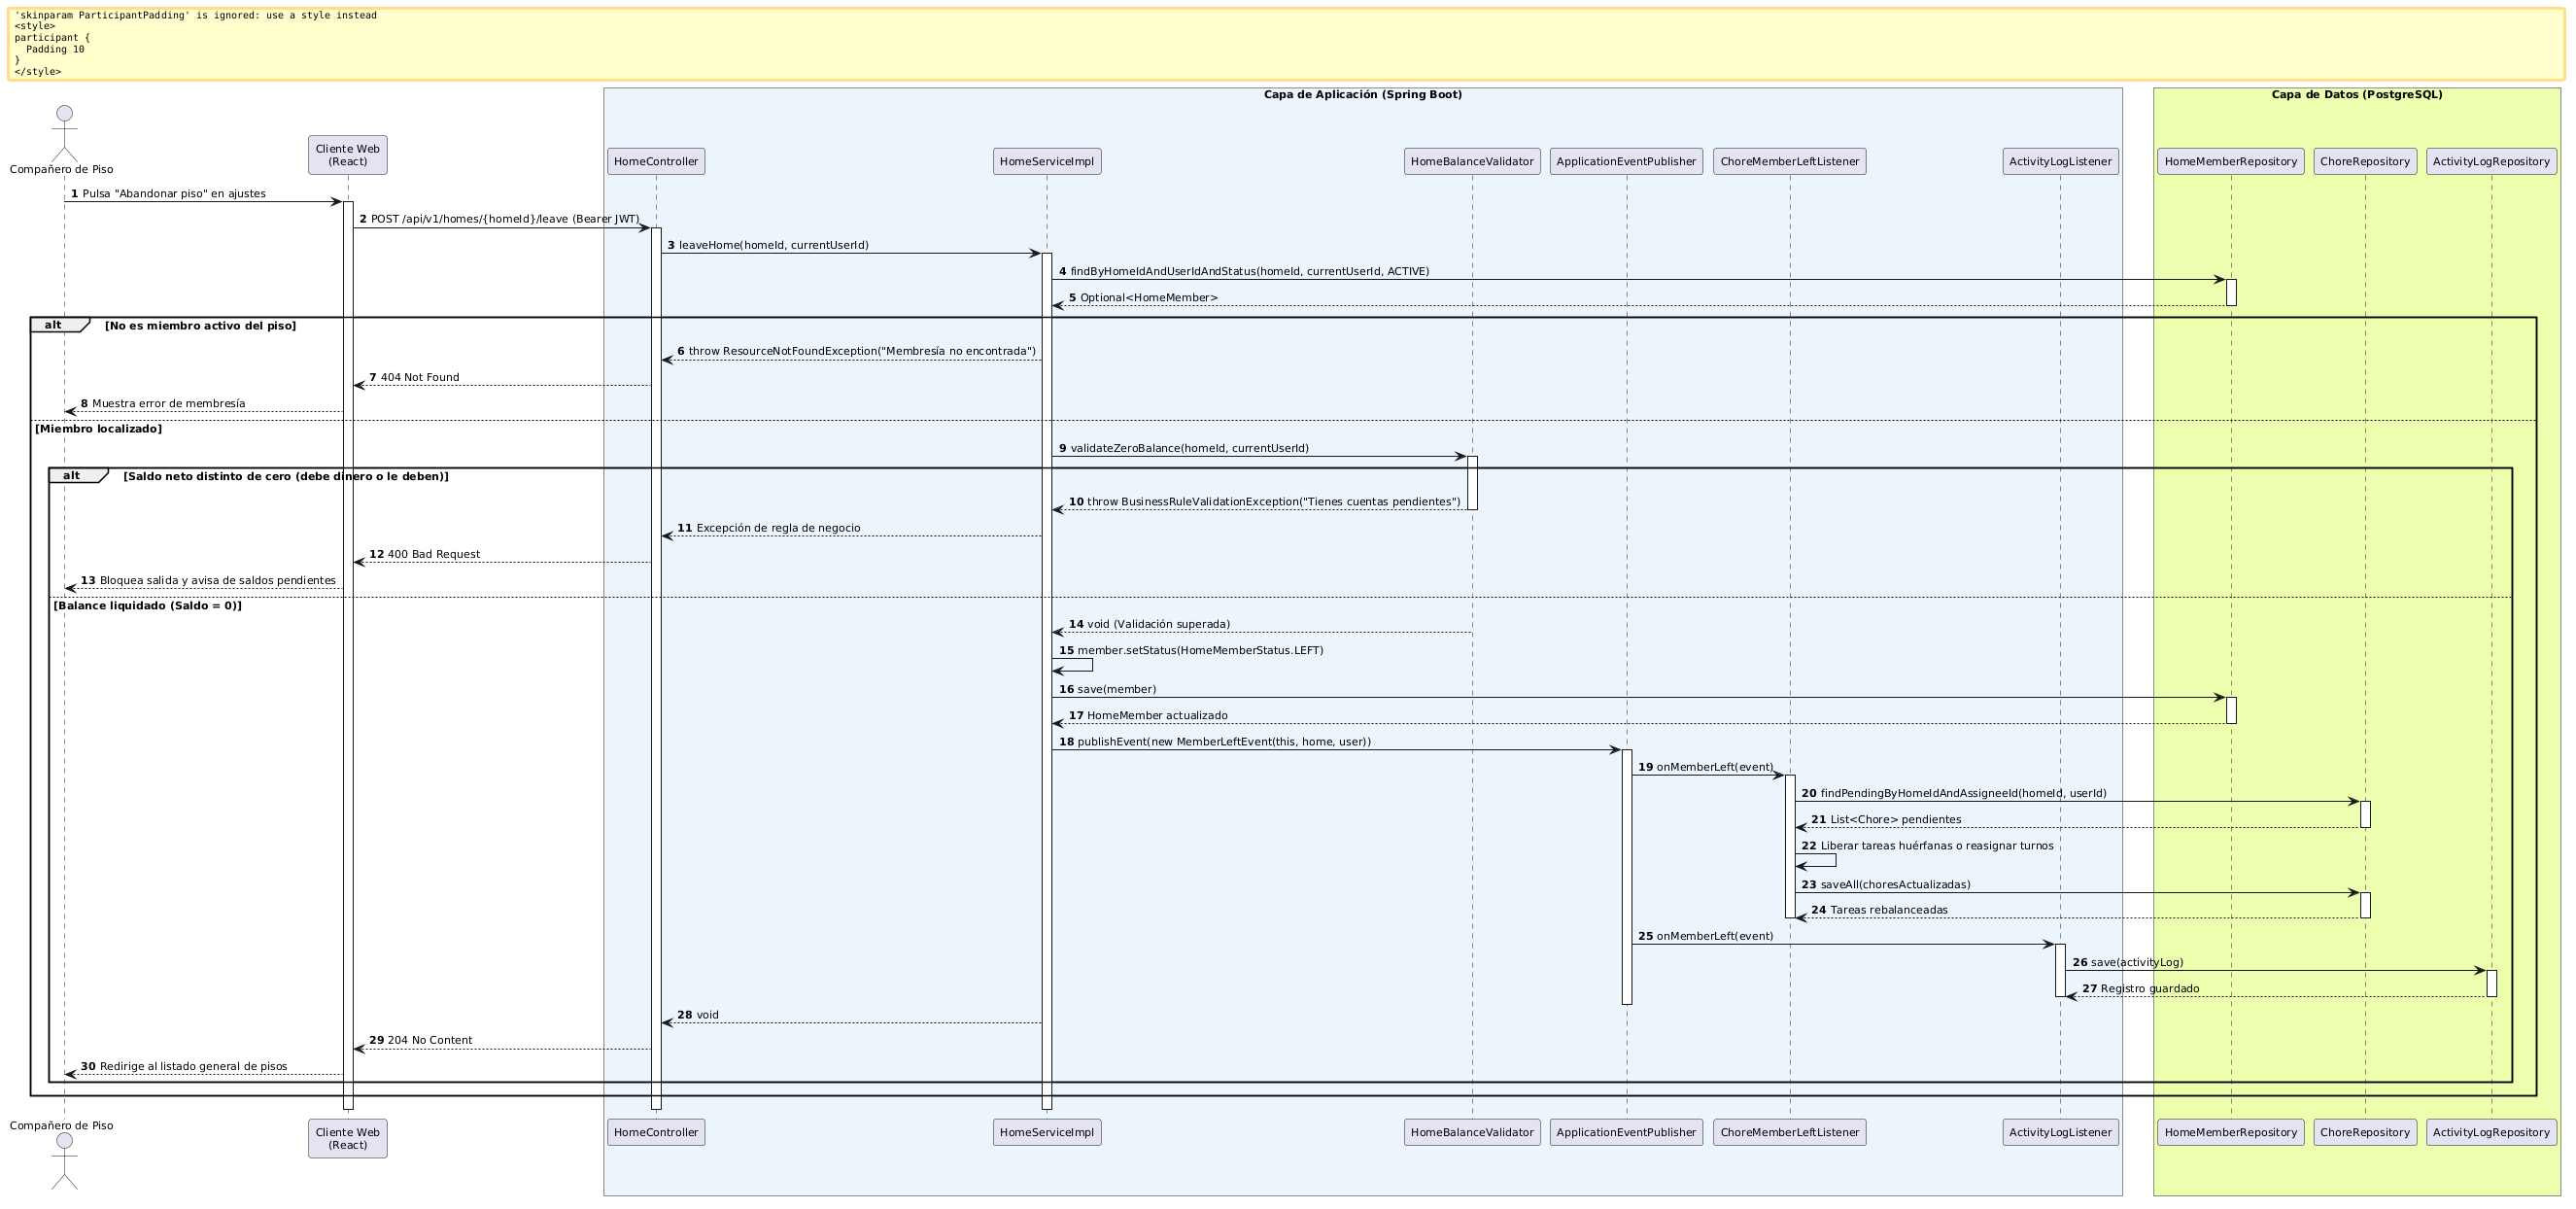 'skinparam ParticipantPadding' is ignored: use a style instead
<style>
participant {
  Padding 10
}
</style>
Capa de Aplicación (Spring Boot)
Capa de Datos (PostgreSQL)
Compañero de Piso
Cliente Web
(React)
HomeController
HomeServiceImpl
HomeBalanceValidator
ApplicationEventPublisher
ChoreMemberLeftListener
ActivityLogListener
HomeMemberRepository
ChoreRepository
ActivityLogRepository
1 Pulsa "Abandonar piso" en ajustes
2 POST /api/v1/homes/{homeId}/leave (Bearer JWT)
3 leaveHome(homeId, currentUserId)
4 findByHomeIdAndUserIdAndStatus(homeId, currentUserId, ACTIVE)
5 Optional<HomeMember>
alt [No es miembro activo del piso]
6 throw ResourceNotFoundException("Membresía no encontrada")
7 404 Not Found
8 Muestra error de membresía
[Miembro localizado]
9 validateZeroBalance(homeId, currentUserId)
alt [Saldo neto distinto de cero (debe dinero o le deben)]
10 throw BusinessRuleValidationException("Tienes cuentas pendientes")
11 Excepción de regla de negocio
12 400 Bad Request
13 Bloquea salida y avisa de saldos pendientes
[Balance liquidado (Saldo = 0)]
14 void (Validación superada)
15 member.setStatus(HomeMemberStatus.LEFT)
16 save(member)
17 HomeMember actualizado
18 publishEvent(new MemberLeftEvent(this, home, user))
19 onMemberLeft(event)
20 findPendingByHomeIdAndAssigneeId(homeId, userId)
21 List<Chore> pendientes
22 Liberar tareas huérfanas o reasignar turnos
23 saveAll(choresActualizadas)
24 Tareas rebalanceadas
25 onMemberLeft(event)
26 save(activityLog)
27 Registro guardado
28 void
29 204 No Content
30 Redirige al listado general de pisos
Compañero de Piso
Cliente Web
(React)
HomeController
HomeServiceImpl
HomeBalanceValidator
ApplicationEventPublisher
ChoreMemberLeftListener
ActivityLogListener
HomeMemberRepository
ChoreRepository
ActivityLogRepository